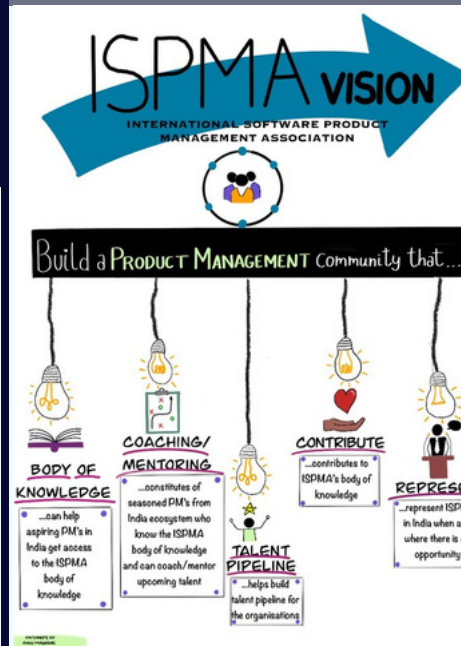 ISPMA VISION
INTERNATIONAL SOFTWARE PRODUCT
MANAGEMENT ASSOCIATION
Build a PRODUCT MANAGEMENT Community that...
BODY OF
KNOWLEDGE
...can help
aspiring PM's in
India get access
to the ISPMA
body of
knowledge
COACHING/
MENTORING
...constitutes of
seasoned PM's from
India ecosystem who
know the ISPMA
body of knowledge
and can coach/mentor
upcoming talent
TALENT
PIPELINE
...helps build
talent pipeline for
the organisations
CONTRIBUTE
...contributes to
ISPMA's body of
knowledge
REPRESE
...represent ISP
in India when a
where there is
opportunity